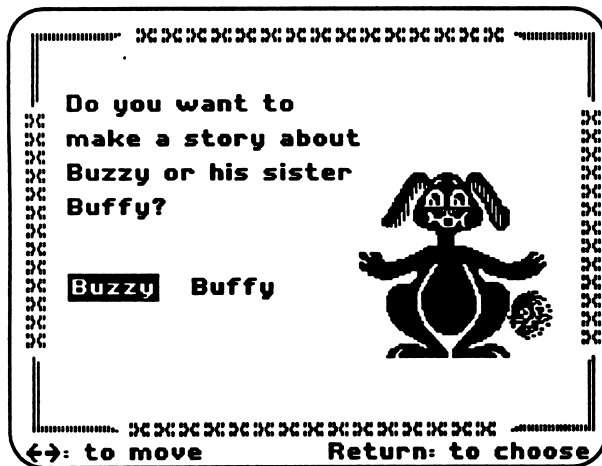 Do you want to
make a story about
Buzzy or his sister
Buffy?
Buzzy Buffy
←→: to move Return: to choose